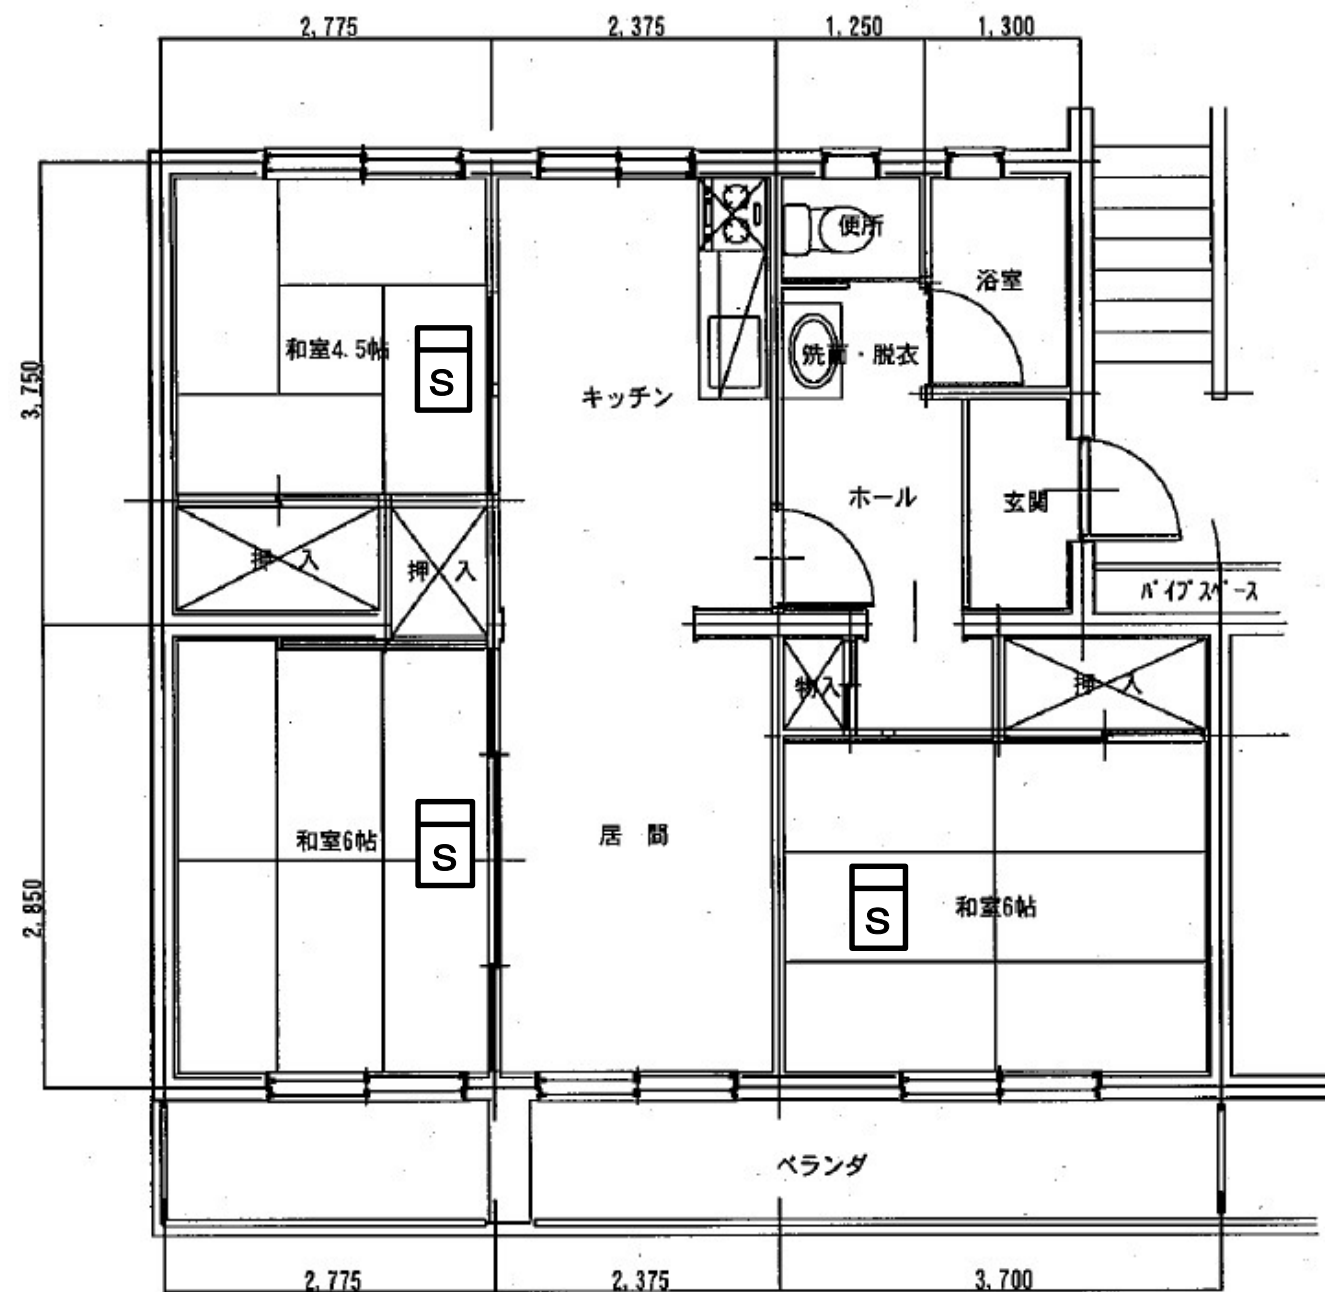 2,775
2,375
1,250
1,300
便所
浴室
和室4.5帖
S
洗面・脱衣
3,750
キッチン
ホール
玄関
押 入
押 入
パイプスペース
物入
押 入
和室6帖
S
居 間
2,850
S
和室6帖
ベランダ
2,775
2,375
3,700